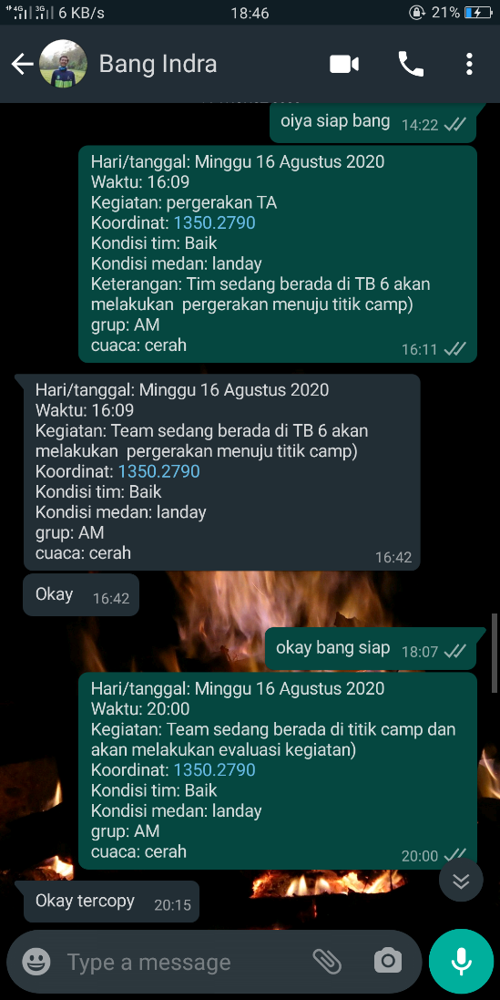 4G 3G 6 KB/s 18:46 21%
Bang Indra
oiya siap bang 14:22
Hari/tanggal: Minggu 16 Agustus 2020
Waktu: 16:09
Kegiatan: pergerakan TA
Koordinat: 1350.2790
Kondisi tim: Baik
Kondisi medan: landay
Keterangan: Tim sedang berada di TB 6 akan
melakukan  pergerakan menuju titik camp)
grup: AM
cuaca: cerah
16:11
Hari/tanggal: Minggu 16 Agustus 2020
Waktu: 16:09
Kegiatan: Team sedang berada di TB 6 akan
melakukan  pergerakan menuju titik camp)
Koordinat: 1350.2790
Kondisi tim: Baik
Kondisi medan: landay
grup: AM
cuaca: cerah
16:42
Okay 16:42
okay bang siap 18:07
Hari/tanggal: Minggu 16 Agustus 2020
Waktu: 20:00
Kegiatan: Team sedang berada di titik camp dan
akan melakukan evaluasi kegiatan)
Koordinat: 1350.2790
Kondisi tim: Baik
Kondisi medan: landay
grup: AM
cuaca: cerah
20:00
Okay tercopy 20:15
Type a message